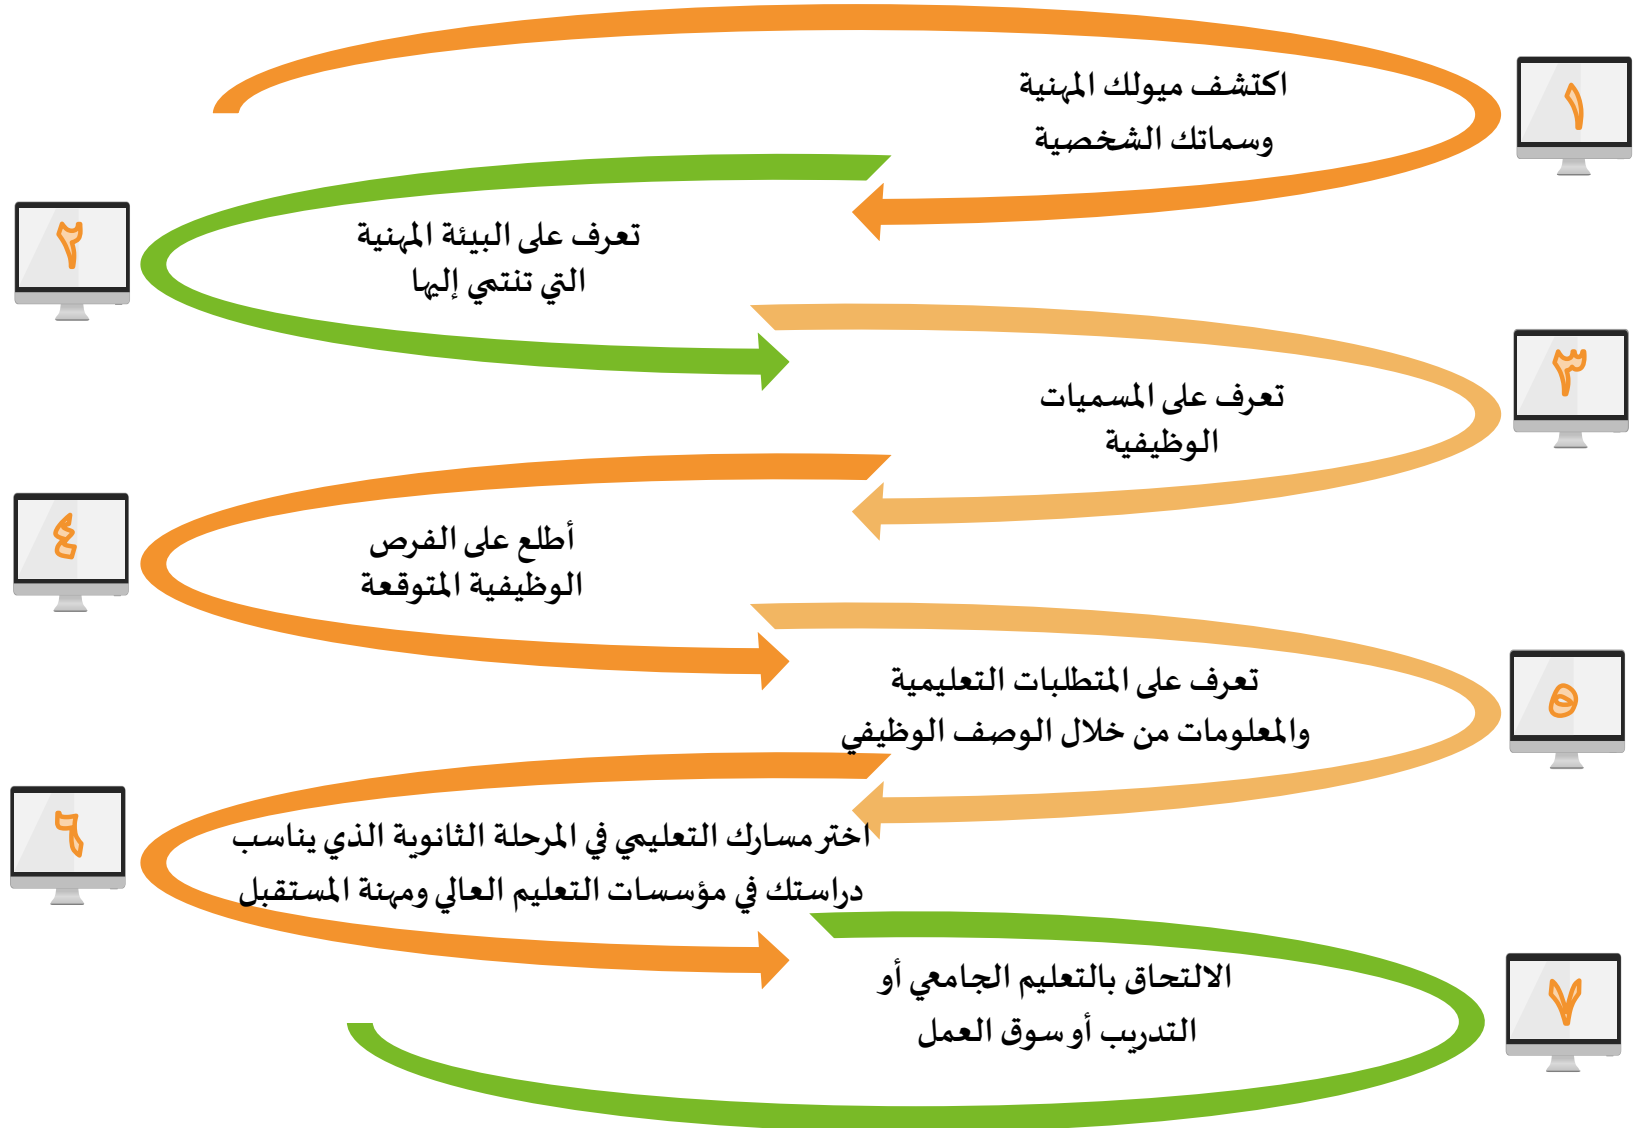 ١
اكتشف ميولك المهنية
وسماتك الشخصية
٢
تعرف على البيئة المهنية
التي تنتمي إليها
٣
تعرف على المسميات
الوظيفية
٤
أطلع على الفرص
الوظيفية المتوقعة
٥
تعرف على المتطلبات التعليمية
والمعلومات من خلال الوصف الوظيفي
٦
اختر مسارك التعليمي في المرحلة الثانوية الذي يناسب
دراستك في مؤسسات التعليم العالي ومهنة المستقبل
٧
الالتحاق بالتعليم الجامعي أو
التدريب أو سوق العمل